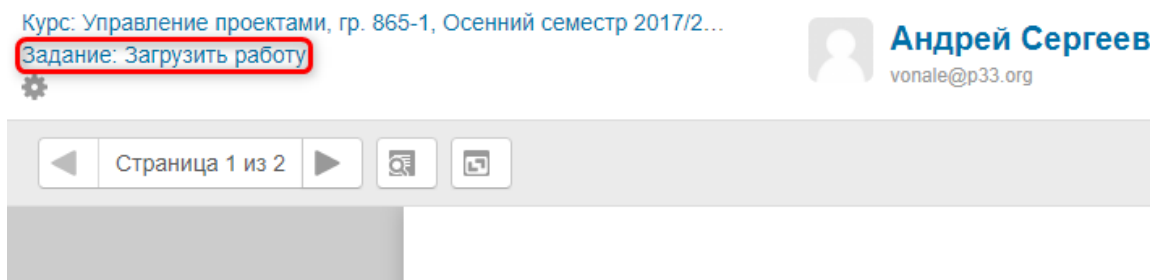 Курс: Управление проектами, гр. 865-1, Осенний семестр 2017/2…
Задание: Загрузить работу
Андрей Сергеев
vonale@p33.org
Страница 1 из 2